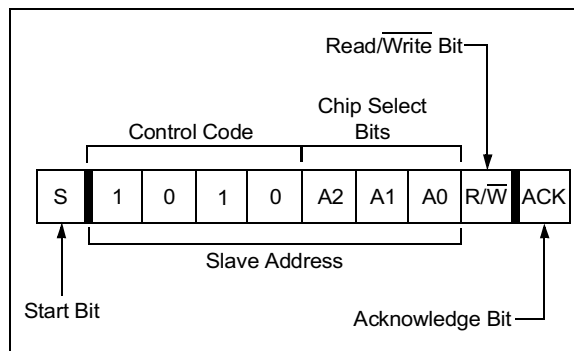 Read/Write Bit
Chip Select
Bits
Control Code
S 1 0 1 0 A2 A1 A0 R/W ACK
Slave Address
Start Bit
Acknowledge Bit